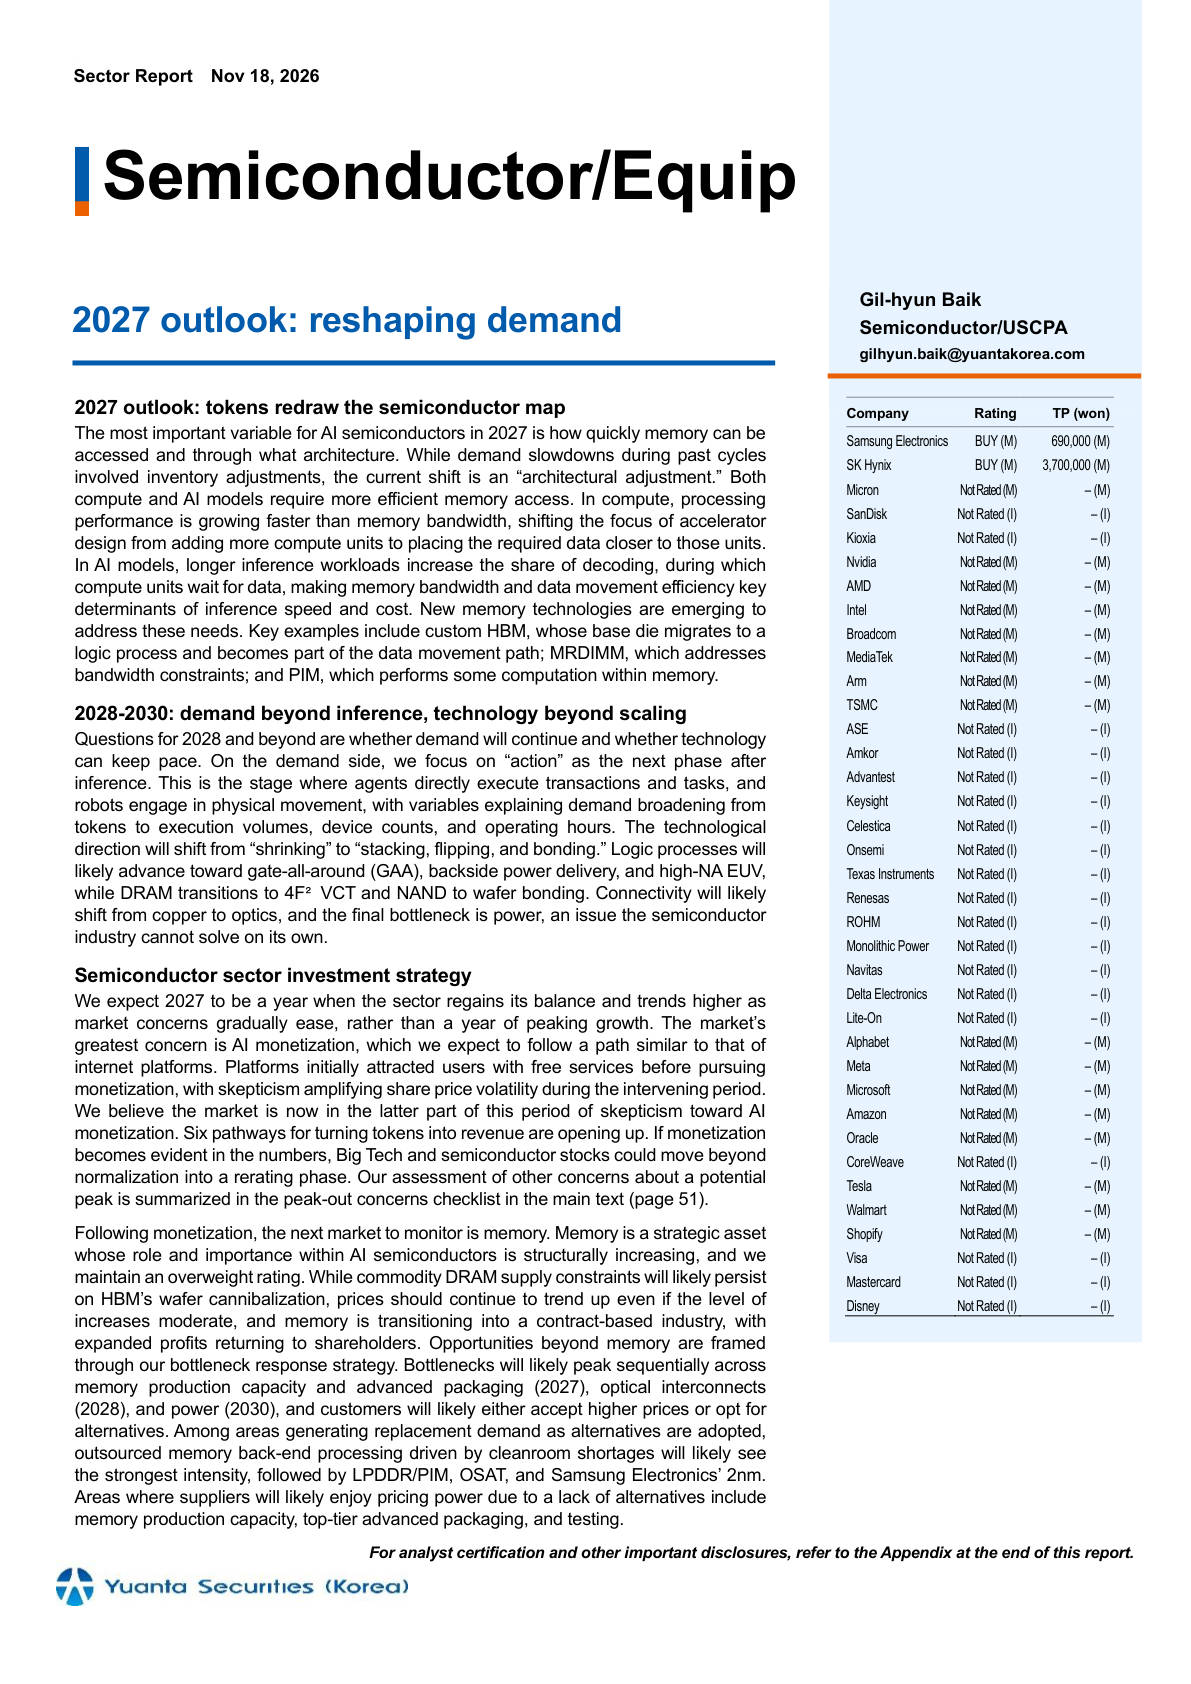 Sector Report Nov 18, 2026
Semiconductor/Equip
2027 outlook: reshaping demand
2027 outlook: tokens redraw the semiconductor map
The most important variable for AI semiconductors in 2027 is how quickly memory can be
accessed and through what architecture. While demand slowdowns during past cycles
involved inventory adjustments, the current shift is an “architectural adjustment.” Both
compute and AI models require more efficient memory access. In compute, processing
performance is growing faster than memory bandwidth, shifting the focus of accelerator
design from adding more compute units to placing the required data closer to those units.
In AI models, longer inference workloads increase the share of decoding, during which
compute units wait for data, making memory bandwidth and data movement efficiency key
determinants of inference speed and cost. New memory technologies are emerging to
address these needs. Key examples include custom HBM, whose base die migrates to a
logic process and becomes part of the data movement path; MRDIMM, which addresses
bandwidth constraints; and PIM, which performs some computation within memory.
2028-2030: demand beyond inference, technology beyond scaling
Questions for 2028 and beyond are whether demand will continue and whether technology
can keep pace. On the demand side, we focus on “action” as the next phase after
inference. This is the stage where agents directly execute transactions and tasks, and
robots engage in physical movement, with variables explaining demand broadening from
tokens to execution volumes, device counts, and operating hours. The technological
direction will shift from “shrinking” to “stacking, flipping, and bonding.” Logic processes will
likely advance toward gate-all-around (GAA), backside power delivery, and high-NA EUV,
while DRAM transitions to 4F² VCT and NAND to wafer bonding. Connectivity will likely
shift from copper to optics, and the final bottleneck is power, an issue the semiconductor
industry cannot solve on its own.
Semiconductor sector investment strategy
We expect 2027 to be a year when the sector regains its balance and trends higher as
market concerns gradually ease, rather than a year of peaking growth. The market’s
greatest concern is AI monetization, which we expect to follow a path similar to that of
internet platforms. Platforms initially attracted users with free services before pursuing
monetization, with skepticism amplifying share price volatility during the intervening period.
We believe the market is now in the latter part of this period of skepticism toward AI
monetization. Six pathways for turning tokens into revenue are opening up. If monetization
becomes evident in the numbers, Big Tech and semiconductor stocks could move beyond
normalization into a rerating phase. Our assessment of other concerns about a potential
peak is summarized in the peak-out concerns checklist in the main text (page 51).
Following monetization, the next market to monitor is memory. Memory is a strategic asset
whose role and importance within AI semiconductors is structurally increasing, and we
maintain an overweight rating. While commodity DRAM supply constraints will likely persist
on HBM’s wafer cannibalization, prices should continue to trend up even if the level of
increases moderate, and memory is transitioning into a contract-based industry, with
expanded profits returning to shareholders. Opportunities beyond memory are framed
through our bottleneck response strategy. Bottlenecks will likely peak sequentially across
memory production capacity and advanced packaging (2027), optical interconnects
(2028), and power (2030), and customers will likely either accept higher prices or opt for
alternatives. Among areas generating replacement demand as alternatives are adopted,
outsourced memory back-end processing driven by cleanroom shortages will likely see
the strongest intensity, followed by LPDDR/PIM, OSAT, and Samsung Electronics’ 2nm.
Areas where suppliers will likely enjoy pricing power due to a lack of alternatives include
memory production capacity, top-tier advanced packaging, and testing.
Gil-hyun Baik
Semiconductor/USCPA
gilhyun.baik@yuantakorea.com
Company Rating TP (won)
Samsung Electronics BUY (M) 690,000 (M)
SK Hynix BUY (M) 3,700,000 (M)
Micron Not Rated (M) – (M)
SanDisk Not Rated (I) – (I)
Kioxia Not Rated (I) – (I)
Nvidia Not Rated (M) – (M)
AMD Not Rated (M) – (M)
Intel Not Rated (M) – (M)
Broadcom Not Rated (M) – (M)
MediaTek Not Rated (M) – (M)
Arm Not Rated (M) – (M)
TSMC Not Rated (M) – (M)
ASE Not Rated (I) – (I)
Amkor Not Rated (I) – (I)
Advantest Not Rated (I) – (I)
Keysight Not Rated (I) – (I)
Celestica Not Rated (I) – (I)
Onsemi Not Rated (I) – (I)
Texas Instruments Not Rated (I) – (I)
Renesas Not Rated (I) – (I)
ROHM Not Rated (I) – (I)
Monolithic Power Not Rated (I) – (I)
Navitas Not Rated (I) – (I)
Delta Electronics Not Rated (I) – (I)
Lite-On Not Rated (I) – (I)
Alphabet Not Rated (M) – (M)
Meta Not Rated (M) – (M)
Microsoft Not Rated (M) – (M)
Amazon Not Rated (M) – (M)
Oracle Not Rated (M) – (M)
CoreWeave Not Rated (I) – (I)
Tesla Not Rated (M) – (M)
Walmart Not Rated (M) – (M)
Shopify Not Rated (M) – (M)
Visa Not Rated (I) – (I)
Mastercard Not Rated (I) – (I)
Disney Not Rated (I) – (I)
For analyst certification and other important disclosures, refer to the Appendix at the end of this report.
Yuanta Securities (Korea)